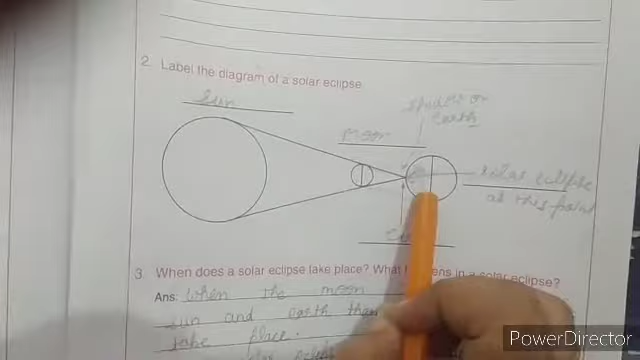 2. Label the diagram of a solar eclipse
sun
shadow on
earth
moon
solar eclipse
at this point
3. When does a solar eclipse take place? What happens in a solar eclipse?
Ans: when the moon
sun and earth than
take place.
PowerDirector